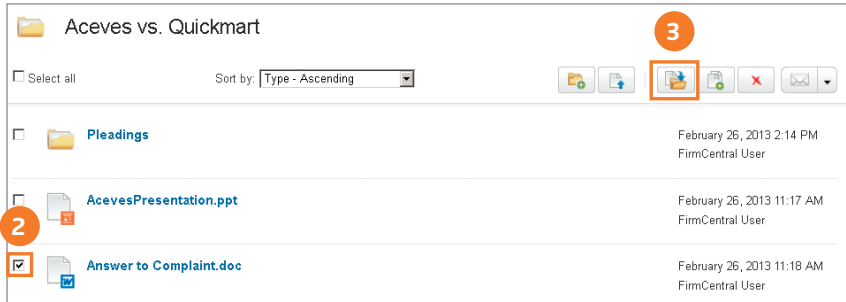 Aceves vs. Quickmart
3
Select all
Sort by: Type - Ascending
Pleadings
February 26, 2013 2:14 PM
FirmCentral User
AcevesPresentation.ppt
February 26, 2013 11:17 AM
FirmCentral User
2
Answer to Complaint.doc
February 26, 2013 11:18 AM
FirmCentral User